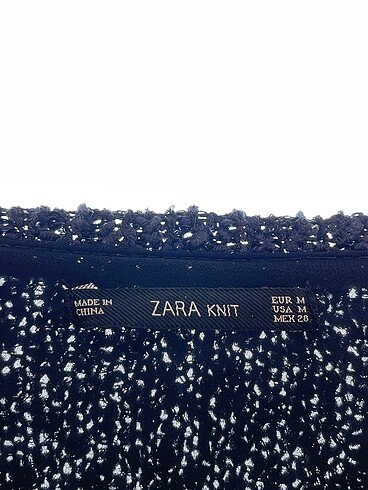 MADE IN
CHINA
ZARA KNIT
EUR M
USA M
MEX 28